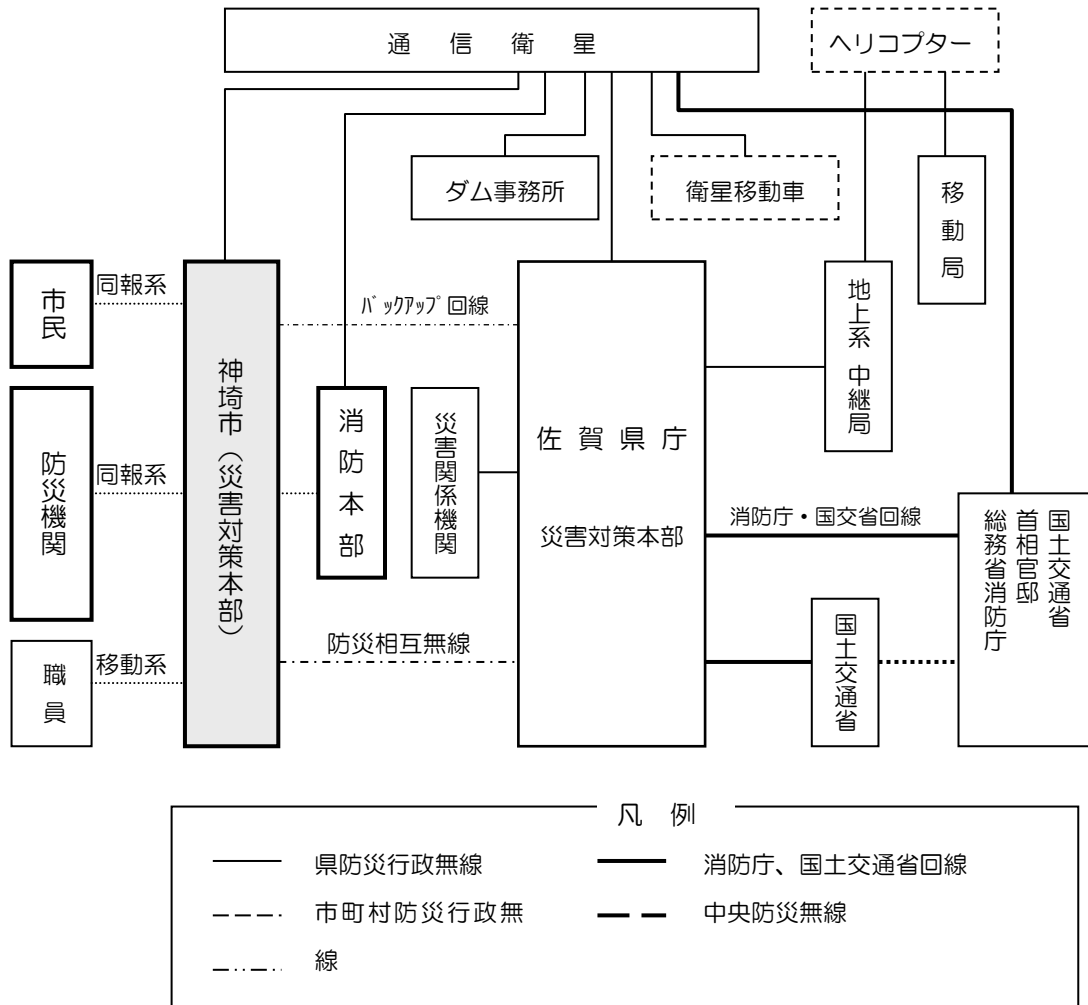 通信衛星
ヘリコプター
ダム事務所
衛星移動車
移動局
市民
同報系
バックアップ回線
神埼市(災害対策本部)
地上系 中継局
防災機関
同報系
消防本部
災害関係機関
佐賀県庁
災害対策本部
消防庁・国交省回線
国土交通省
首相官邸
総務省消防庁
職員
移動系
防災相互無線
国土交通省
凡例
県防災行政無線
消防庁、国土交通省回線
市町村防災行政無
中央防災無線
線